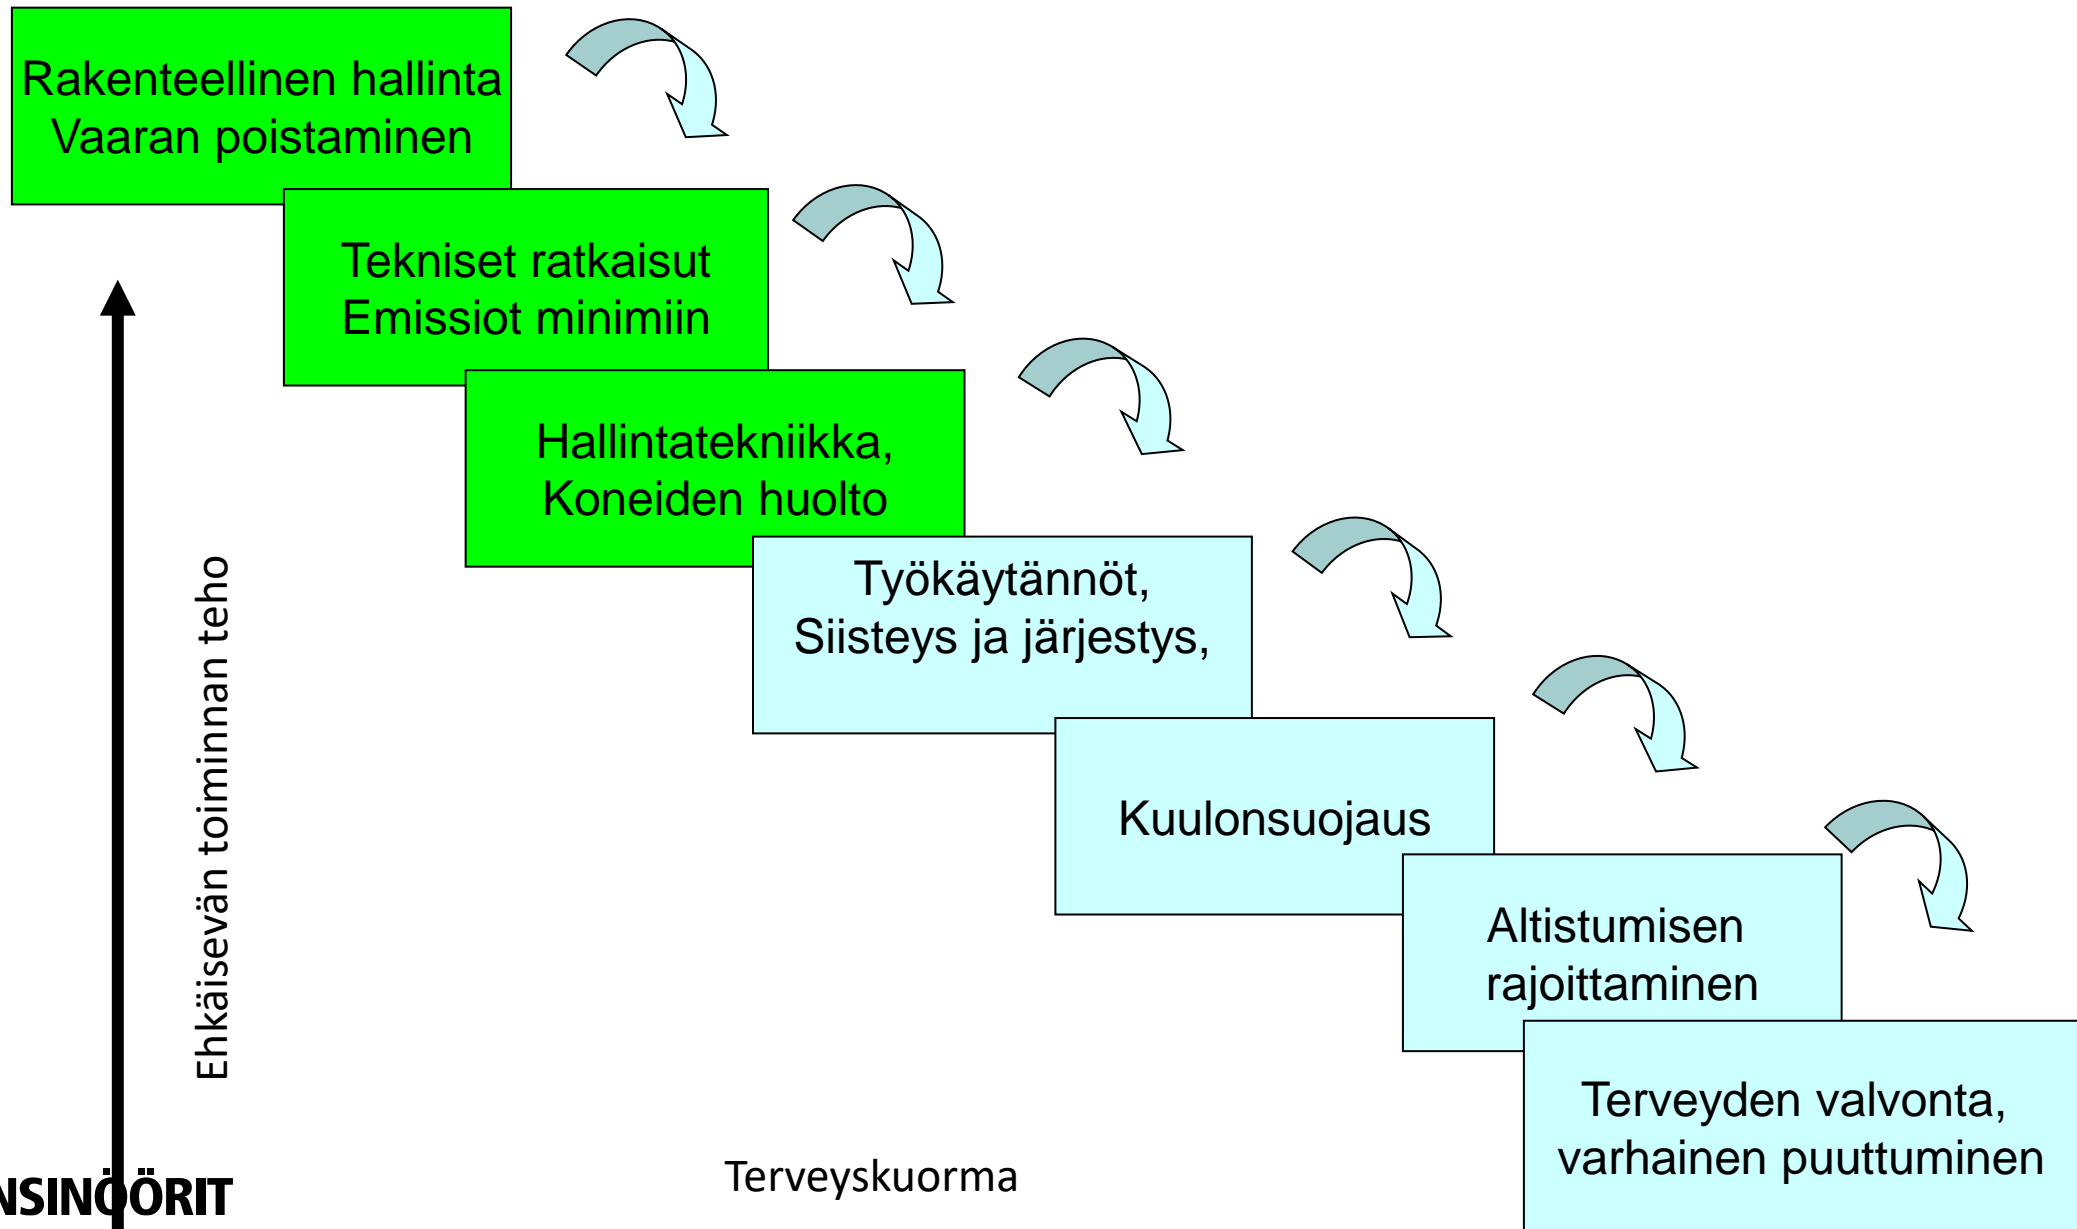 Rakenteellinen hallinta
Vaaran poistaminen
Tekniset ratkaisut
Emissiot minimiin
Hallintatekniikka,
Koneiden huolto
Työkäytännöt,
Siisteys ja järjestys,
Kuulonsuojaus
Altistumisen
rajoittaminen
Terveyden valvonta,
varhainen puuttuminen
Ehkäisevän toiminnan teho
Terveyskuorma
NSINÖÖRIT